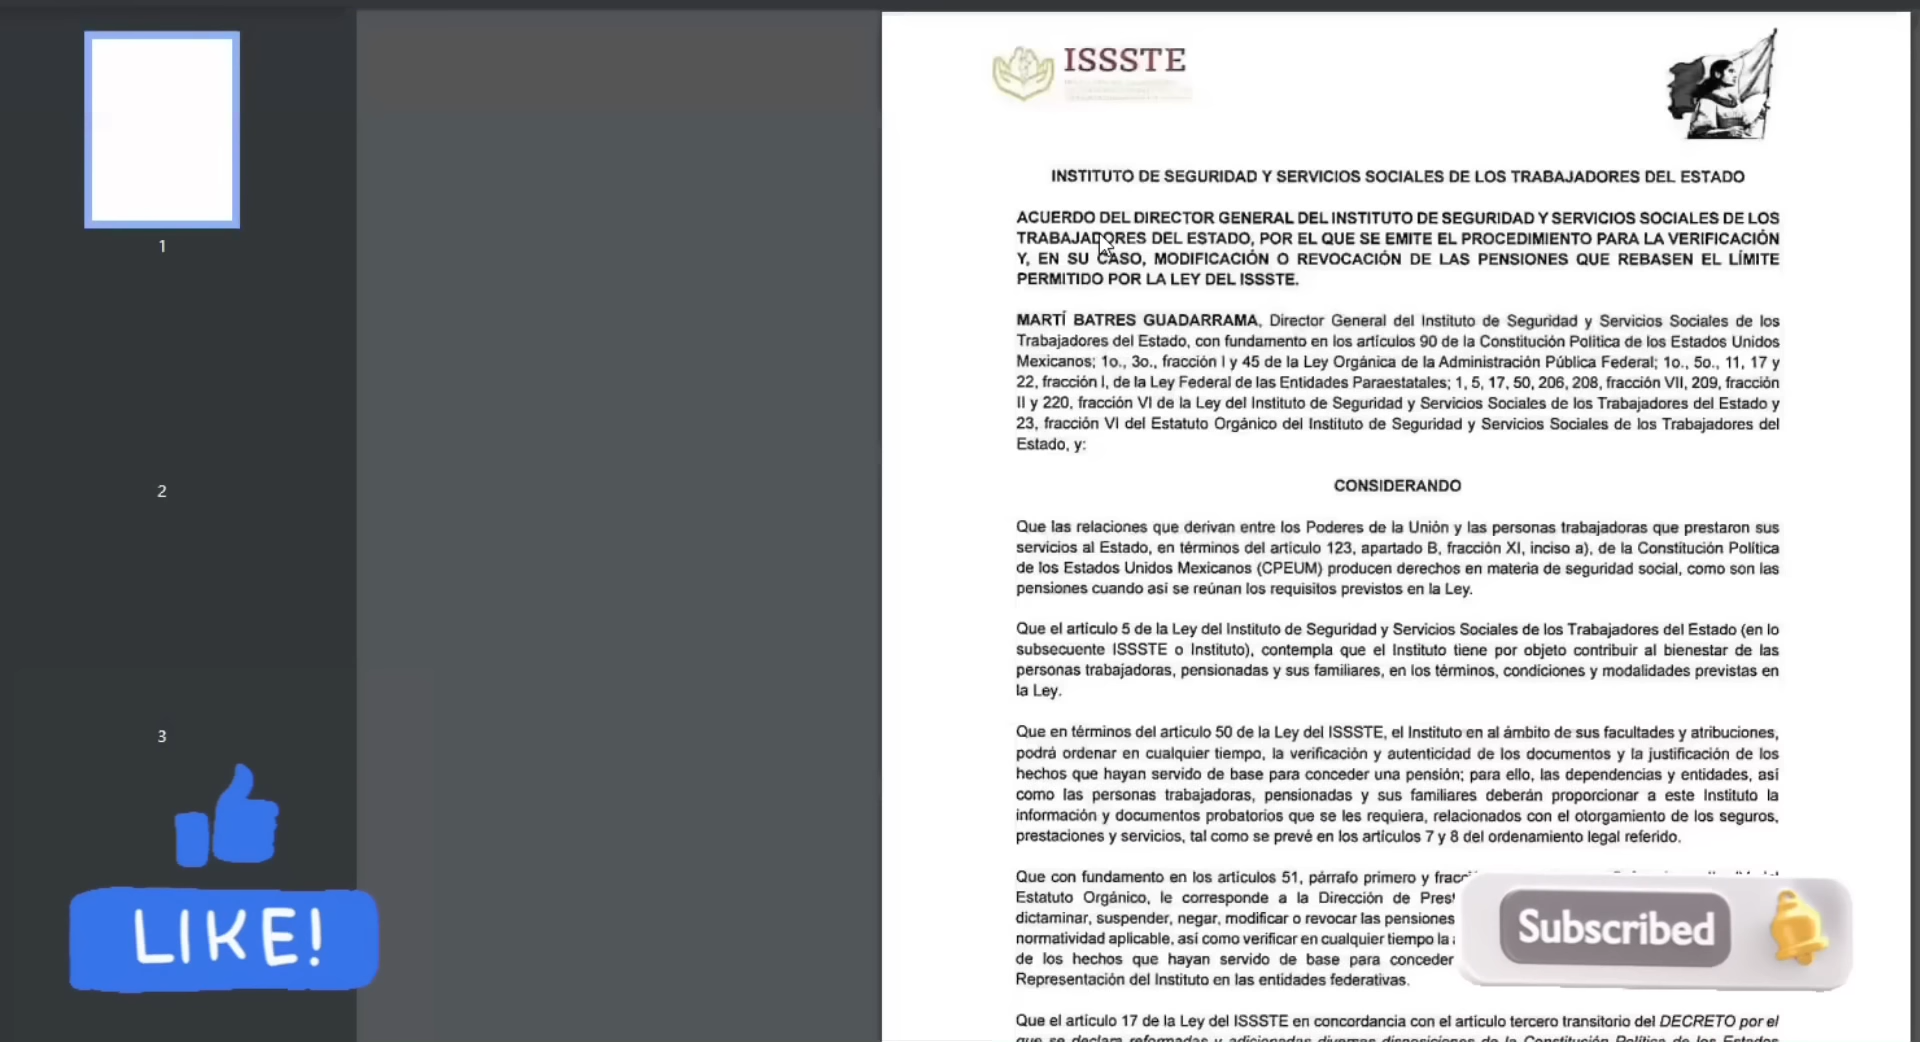 ISSSTE
INSTITUTO DE SEGURIDAD Y SERVICIOS SOCIALES DE LOS TRABAJADORES DEL ESTADO
ACUERDO DEL DIRECTOR GENERAL DEL INSTITUTO DE SEGURIDAD Y SERVICIOS SOCIALES DE LOS
TRABAJADORES DEL ESTADO, POR EL QUE SE EMITE EL PROCEDIMIENTO PARA LA VERIFICACIÓN
Y, EN SU CASO, MODIFICACIÓN O REVOCACIÓN DE LAS PENSIONES QUE REBASEN EL LÍMITE
PERMITIDO POR LA LEY DEL ISSSTE.
MARTÍ BATRES GUADARRAMA, Director General del Instituto de Seguridad y Servicios Sociales de los
Trabajadores del Estado, con fundamento en los artículos 90 de la Constitución Política de los Estados Unidos
Mexicanos; 1o., 3o., fracción I y 45 de la Ley Orgánica de la Administración Pública Federal; 1o., 5o., 11, 17 y
22, fracción I, de la Ley Federal de las Entidades Paraestatales; 1, 5, 17, 50, 206, 208, fracción VII, 209, fracción
II y 220, fracción VI de la Ley del Instituto de Seguridad y Servicios Sociales de los Trabajadores del Estado y
23, fracción VI del Estatuto Orgánico del Instituto de Seguridad y Servicios Sociales de los Trabajadores del
Estado, y:
CONSIDERANDO
Que las relaciones que derivan entre los Poderes de la Unión y las personas trabajadoras que prestaron sus
servicios al Estado, en términos del artículo 123, apartado B, fracción XI, inciso a), de la Constitución Política
de los Estados Unidos Mexicanos (CPEUM) producen derechos en materia de seguridad social, como son las
pensiones cuando así se reúnan los requisitos previstos en la Ley.
Que el artículo 5 de la Ley del Instituto de Seguridad y Servicios Sociales de los Trabajadores del Estado (en lo
subsecuente ISSSTE o Instituto), contempla que el Instituto tiene por objeto contribuir al bienestar de las
personas trabajadoras, pensionadas y sus familiares, en los términos, condiciones y modalidades previstas en
la Ley.
Que en términos del artículo 50 de la Ley del ISSSTE, el Instituto en al ámbito de sus facultades y atribuciones,
podrá ordenar en cualquier tiempo, la verificación y autenticidad de los documentos y la justificación de los
hechos que hayan servido de base para conceder una pensión; para ello, las dependencias y entidades, así
como las personas trabajadoras, pensionadas y sus familiares deberán proporcionar a este Instituto la
información y documentos probatorios que se les requiera, relacionados con el otorgamiento de los seguros,
prestaciones y servicios, tal como se prevé en los artículos 7 y 8 del ordenamiento legal referido.
Que con fundamento en los artículos 51, párrafo primero y
Estatuto Orgánico, le corresponde a la Dirección de
dictaminar, suspender, negar, modificar o revocar las pensiones
normatividad aplicable, así como verificar en cualquier tiempo la
de los hechos que hayan servido de base para conceder
Representación del Instituto en las entidades federativas.
Que el artículo 17 de la Ley del ISSSTE en concordancia con el artículo tercero transitorio del DECRETO por el
que se declara reformadas y adicionadas diversas disposiciones de la Constitución Política de los Estados
1
2
3
LIKE!
Subscribed